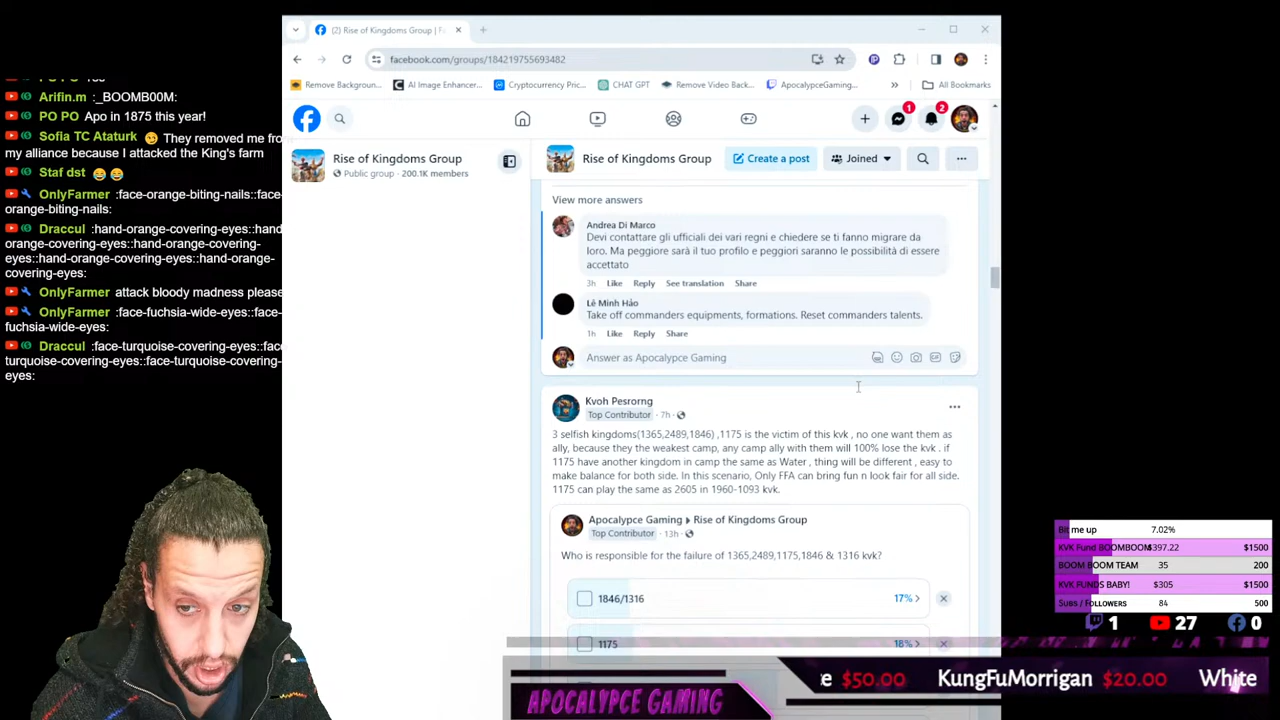 (2) Rise of Kingdoms Group | F
facebook.com/groups/184219755693482
Remove Backgroun...
AI Image Enhancer...
Cryptocurrency Pric...
CHAT GPT
Remove Video Back...
ApocalypceGaming...
»
All Bookmarks
1
2
Rise of Kingdoms Group
Public group · 200.1K members
Rise of Kingdoms Group
Create a post
Joined
View more answers
Andrea Di Marco
Devi contattare gli ufficiali dei vari regni e chiedere se ti fanno migrare da
loro. Ma peggiore sarà il tuo profilo e peggiori saranno le possibilità di essere
accettato
3h Like Reply See translation Share
Lê Minh Hảo
Take off commanders equipments, formations. Reset commanders talents.
1h Like Reply Share
Answer as Apocalypce Gaming
Kvoh Pesrorng
Top Contributor · 7h ·
3 selfish kingdoms(1365,2489,1846) ,1175 is the victim of this kvk , no one want them as
ally, because they the weakest camp, any camp ally with them will 100% lose the kvk . if
1175 have another kingdom in camp the same as Water , thing will be different , easy to
make balance for both side. In this scenario, Only FFA can bring fun n look fair for all side.
1175 can play the same as 2605 in 1960-1093 kvk.
Apocalypce Gaming ▸ Rise of Kingdoms Group
Top Contributor · 13h ·
Who is responsible for the failure of 1365,2489,1175,1846 & 1316 kvk?
1846/1316 17%
1175 18%
Arifin.m :_BOOMB00M:
PO PO Apo in 1875 this year!
Sofia TC Ataturk They removed me fro
my alliance because I attacked the King's farm
Staf dst
OnlyFarmer :face-orange-biting-nails::face-
orange-biting-nails:
Draccul :hand-orange-covering-eyes::hand-
orange-covering-eyes::hand-orange-covering-
eyes::hand-orange-covering-eyes::hand-orange-
covering-eyes:
OnlyFarmer attack bloody madness please
OnlyFarmer :face-fuchsia-wide-eyes::face-
fuchsia-wide-eyes:
Draccul :face-turquoise-covering-eyes::face-
turquoise-covering-eyes::face-turquoise-covering-
eyes:
Bit me up 7.02%
KVK Fund BOOMBOOM $397.22 $1500
BOOM BOOM TEAM 35 200
KVK FUNDS BABY! $305 $1500
Subs / Followers 84 500
1 27 0
e $50.00 KungFuMorrigan $20.00 White
APOCALYPCE GAMING